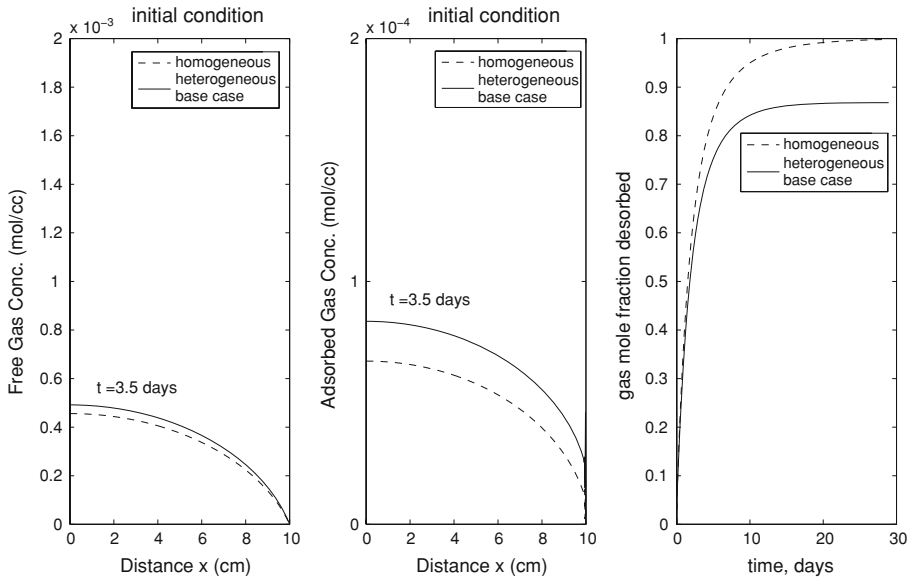 initial condition
x 10⁻³
2
1.8
1.6
1.4
1.2
1
0.8
0.6
0.4
0.2
0
Free Gas Conc. (mol/cc)
homogeneous
heterogeneous
base case
t =3.5 days
0 2 4 6 8 10
Distance x (cm)
initial condition
x 10⁻⁴
2
1
0
Adsorbed Gas Conc. (mol/cc)
homogeneous
heterogeneous
base case
t =3.5 days
0 2 4 6 8 10
Distance x (cm)
1
0.9
0.8
0.7
0.6
0.5
0.4
0.3
0.2
0.1
0
gas mole fraction desorbed
homogeneous
heterogeneous
base case
0 10 20 30
time, days